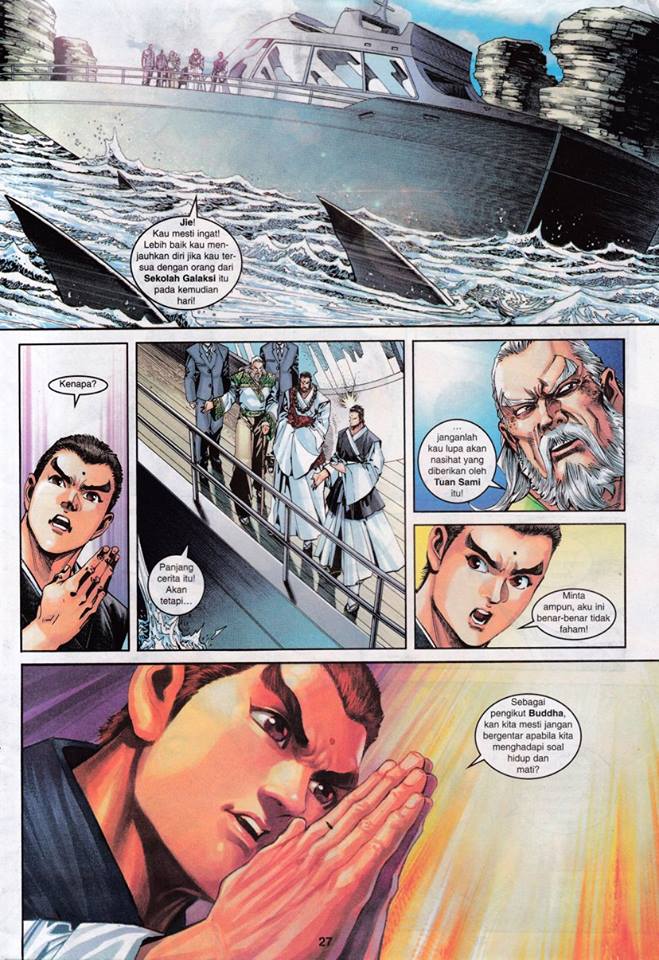 Jie!
Kau mesti ingat!
Lebih baik kau men-
jauhkan diri jika kau ter-
sua dengan orang dari
Sekolah Galaksi itu
pada kemudian
hari!
Kenapa?
Panjang
cerita itu!
Akan
tetapi...
...
janganlah
kau lupa akan
nasihat yang
diberikan oleh
Tuan Sami
itu!
Minta
ampun, aku ini
benar-benar tidak
faham!
Sebagai
pengikut Buddha,
kan kita mesti jangan
bergentar apabila kita
menghadapi soal
hidup dan
mati?
27